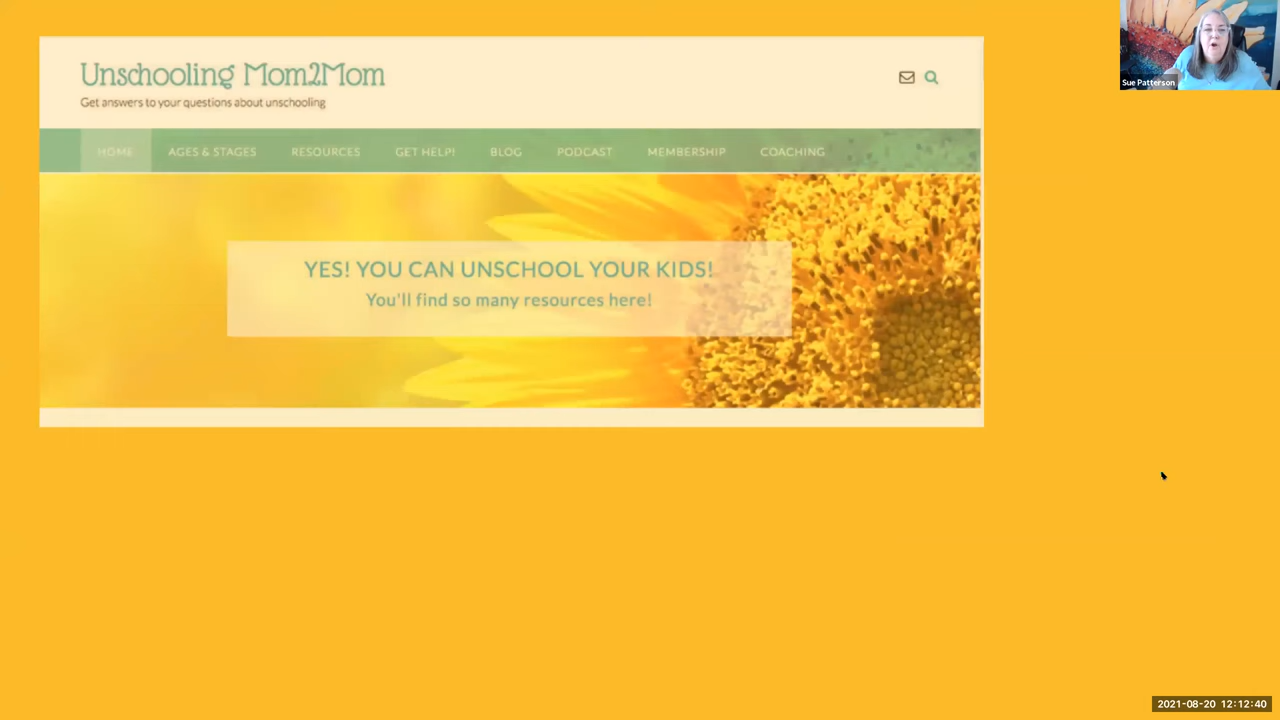 Unschooling Mom2Mom
Get answers to your questions about unschooling
HOME AGES & STAGES RESOURCES GET HELP! BLOG PODCAST MEMBERSHIP COACHING
YES! YOU CAN UNSCHOOL YOUR KIDS!
You'll find so many resources here!
Sue Patterson
2021-08-20 12:12:40